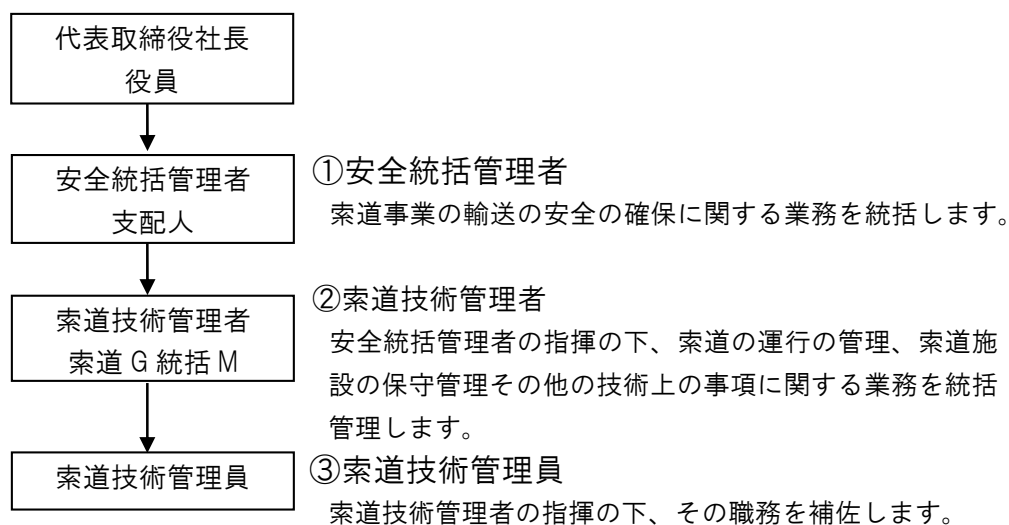 代表取締役社長
役員
安全統括管理者
支配人
①安全統括管理者
索道事業の輸送の安全の確保に関する業務を統括します。
索道技術管理者
索道 G 統括 M
②索道技術管理者
安全統括管理者の指揮の下、索道の運行の管理、索道施
設の保守管理その他の技術上の事項に関する業務を統括
管理します。
索道技術管理員
③索道技術管理員
索道技術管理者の指揮の下、その職務を補佐します。